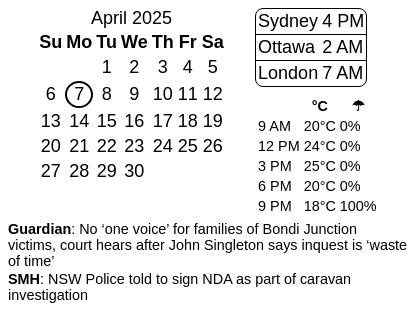 April 2025
Su Mo Tu We Th Fr Sa
1 2 3 4 5
6 7 8 9 10 11 12
13 14 15 16 17 18 19
20 21 22 23 24 25 26
27 28 29 30
Sydney 4 PM
Ottawa 2 AM
London 7 AM
°C ☂
9 AM 20°C 0%
12 PM 24°C 0%
3 PM 25°C 0%
6 PM 20°C 0%
9 PM 18°C 100%
Guardian: No ‘one voice’ for families of Bondi Junction
victims, court hears after John Singleton says inquest is ‘waste
of time’
SMH: NSW Police told to sign NDA as part of caravan
investigation